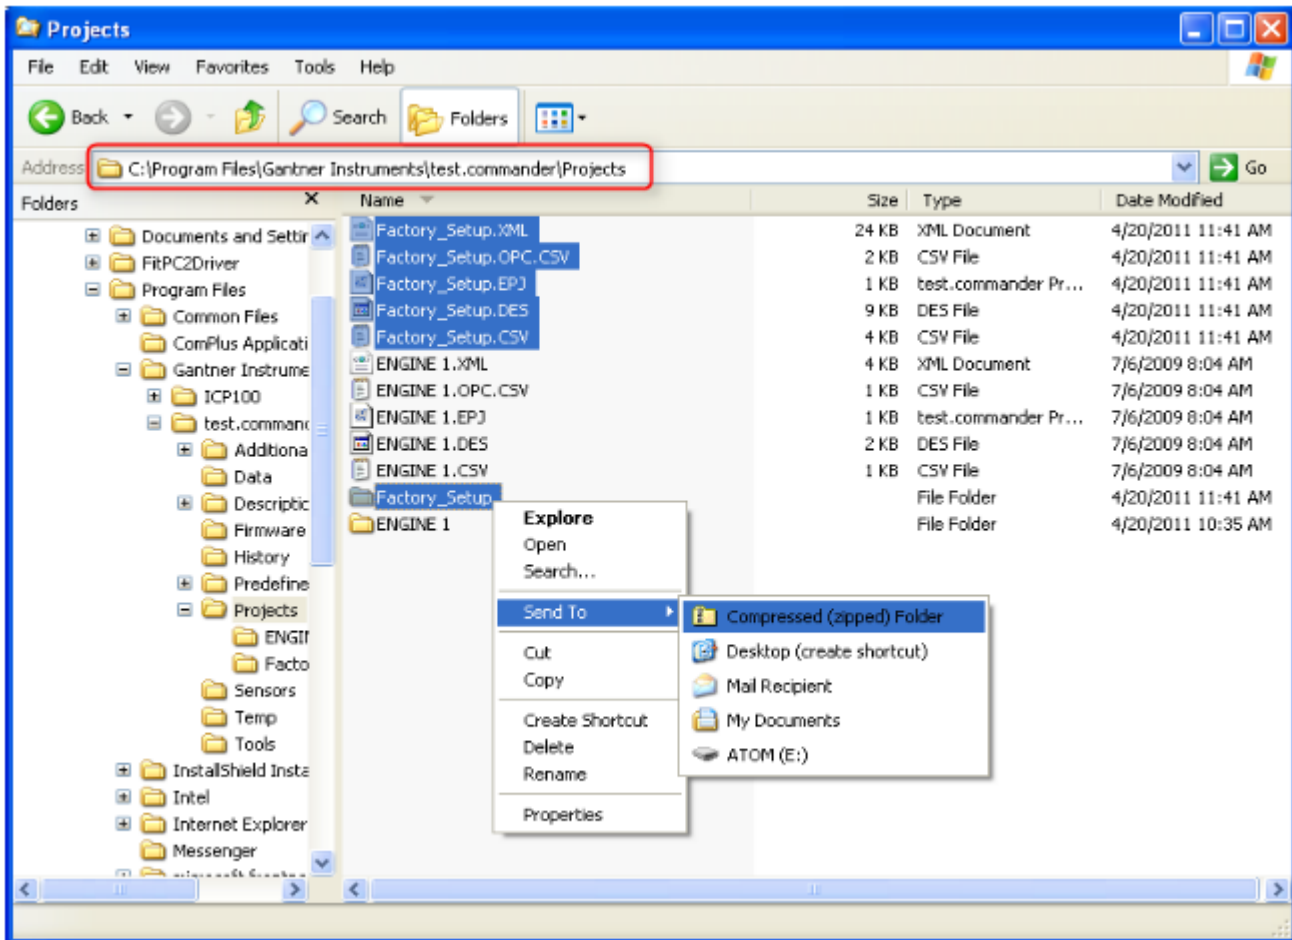 Projects
File Edit View Favorites Tools Help
Back Search Folders
Address C:\Program Files\Gantner Instruments\test.commander\Projects Go
Folders X Name Size Type Date Modified
Documents and Settir
FitPC2Driver
Program Files
Common Files
ComPlus Applicati
Gantner Instrume
ICP100
test.comman
Additiona
Data
Descriptic
Firmware
History
Predefine
Projects
ENGIN
Facto
Sensors
Temp
Tools
InstallShield Insta
Intel
Internet Explorer
Messenger
Factory_Setup.XML 24 KB XML Document 4/20/2011 11:41 AM
Factory_Setup.OPC.CSV 2 KB CSV File 4/20/2011 11:41 AM
Factory_Setup.EPJ 1 KB test.commander Pr... 4/20/2011 11:41 AM
Factory_Setup.DES 9 KB DES File 4/20/2011 11:41 AM
Factory_Setup.CSV 4 KB CSV File 4/20/2011 11:41 AM
ENGINE 1.XML 4 KB XML Document 7/6/2009 8:04 AM
ENGINE 1.OPC.CSV 1 KB CSV File 7/6/2009 8:04 AM
ENGINE 1.EPJ 1 KB test.commander Pr... 7/6/2009 8:04 AM
ENGINE 1.DES 2 KB DES File 7/6/2009 8:04 AM
ENGINE 1.CSV 1 KB CSV File 7/6/2009 8:04 AM
Factory_Setup File Folder 4/20/2011 11:41 AM
ENGINE 1 File Folder 4/20/2011 10:35 AM
Explore
Open
Search...
Send To
Cut
Copy
Create Shortcut
Delete
Rename
Properties
Compressed (zipped) Folder
Desktop (create shortcut)
Mail Recipient
My Documents
ATOM (E:)